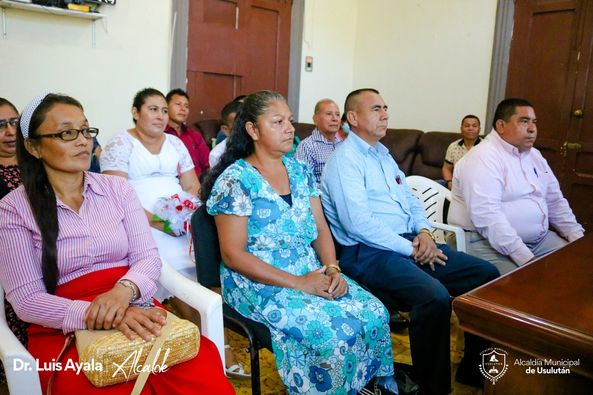 Dr. Luis Ayala Alcalde
Alcaldía Municipal
de Usulután